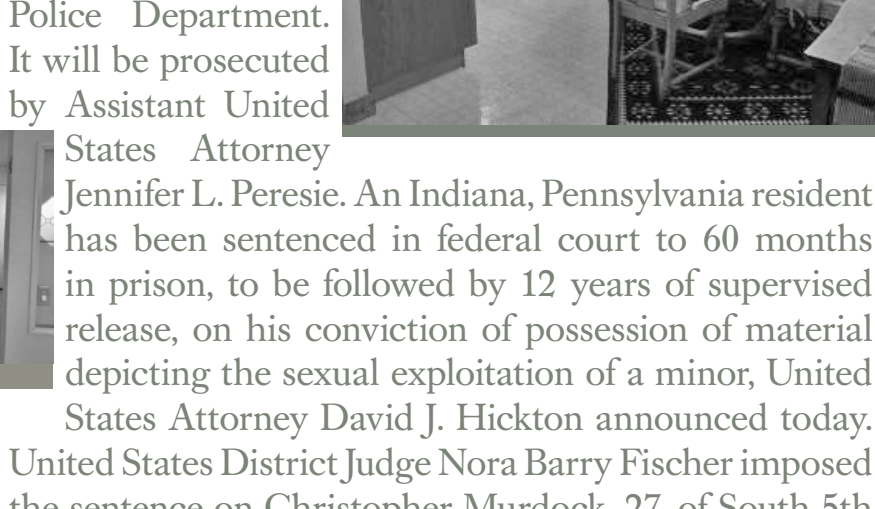 Police Department.
It will be prosecuted
by Assistant United
States Attorney
Jennifer L. Peresie. An Indiana, Pennsylvania resident
has been sentenced in federal court to 60 months
in prison, to be followed by 12 years of supervised
release, on his conviction of possession of material
depicting the sexual exploitation of a minor, United
States Attorney David J. Hickton announced today.
United States District Judge Nora Barry Fischer imposed
the sentence on Christopher Murdock, 27, of South 5th